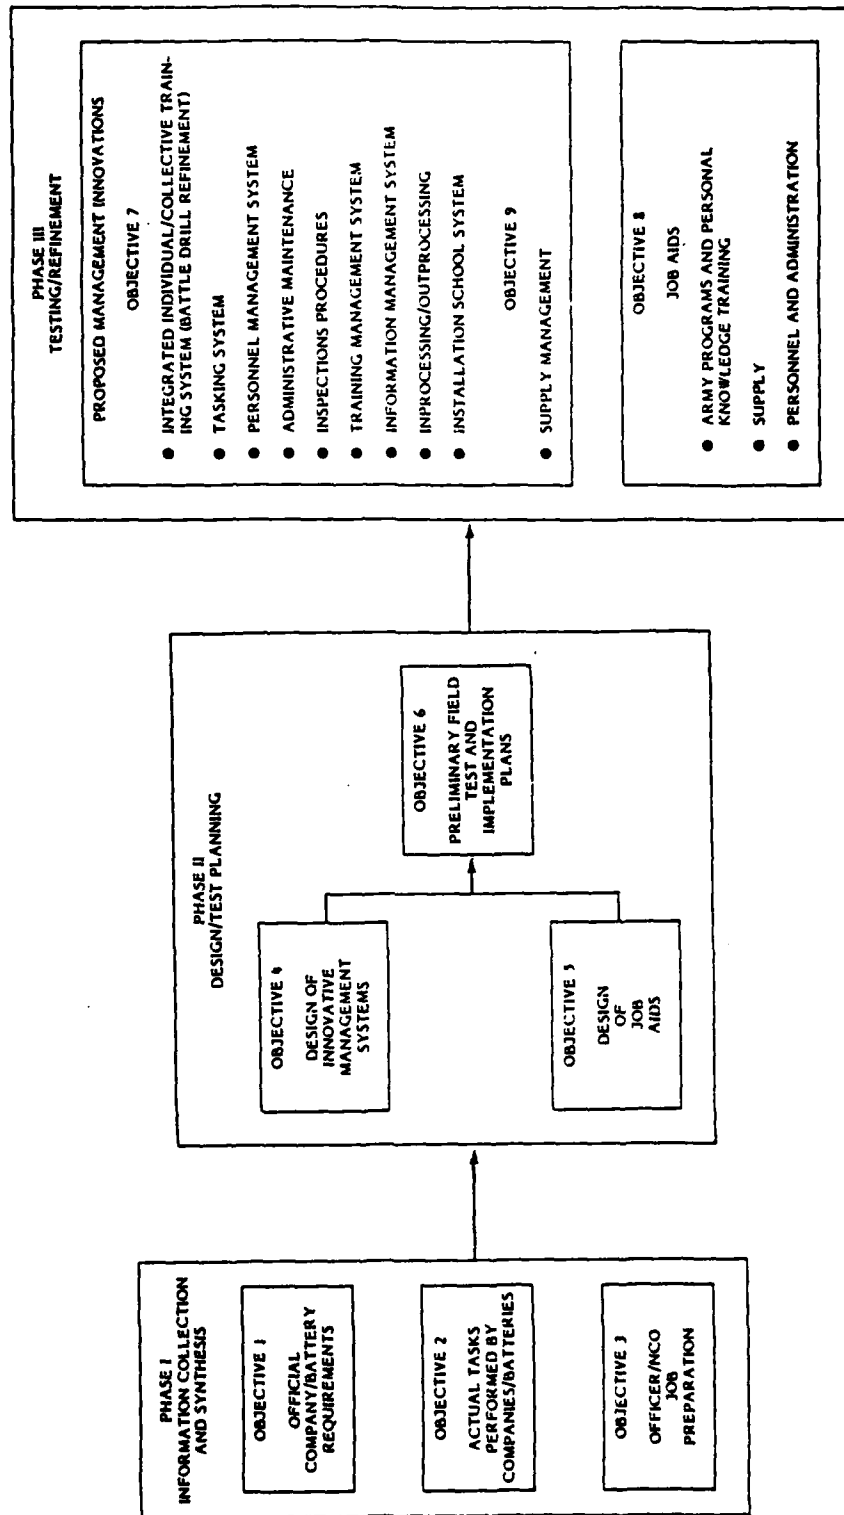 PHASE I
INFORMATION COLLECTION
AND SYNTHESIS
OBJECTIVE 1
OFFICIAL
COMPANY/BATTERY
REQUIREMENTS
OBJECTIVE 2
ACTUAL TASKS
PERFORMED BY
COMPANIES/BATTERIES
OBJECTIVE 3
OFFICER/NCO
JOB
PREPARATION
PHASE II
DESIGN/TEST PLANNING
OBJECTIVE 4
DESIGN OF
INNOVATIVE
MANAGEMENT
SYSTEMS
OBJECTIVE 5
DESIGN
OF
JOB
AIDS
OBJECTIVE 6
PRELIMINARY FIELD
TEST AND
IMPLEMENTATION
PLANS
PHASE III
TESTING/REFINEMENT
PROPOSED MANAGEMENT INNOVATIONS
OBJECTIVE 7
● INTEGRATED INDIVIDUAL/COLLECTIVE TRAIN-
ING SYSTEM (BATTLE DRILL REFINEMENT)
● TASKING SYSTEM
● PERSONNEL MANAGEMENT SYSTEM
● ADMINISTRATIVE MAINTENANCE
● INSPECTIONS PROCEDURES
● TRAINING MANAGEMENT SYSTEM
● INFORMATION MANAGEMENT SYSTEM
● INPROCESSING/OUTPROCESSING
● INSTALLATION SCHOOL SYSTEM
OBJECTIVE 9
● SUPPLY MANAGEMENT
OBJECTIVE 8
JOB AIDS
● ARMY PROGRAMS AND PERSONAL
KNOWLEDGE TRAINING
● SUPPLY
● PERSONNEL AND ADMINISTRATION